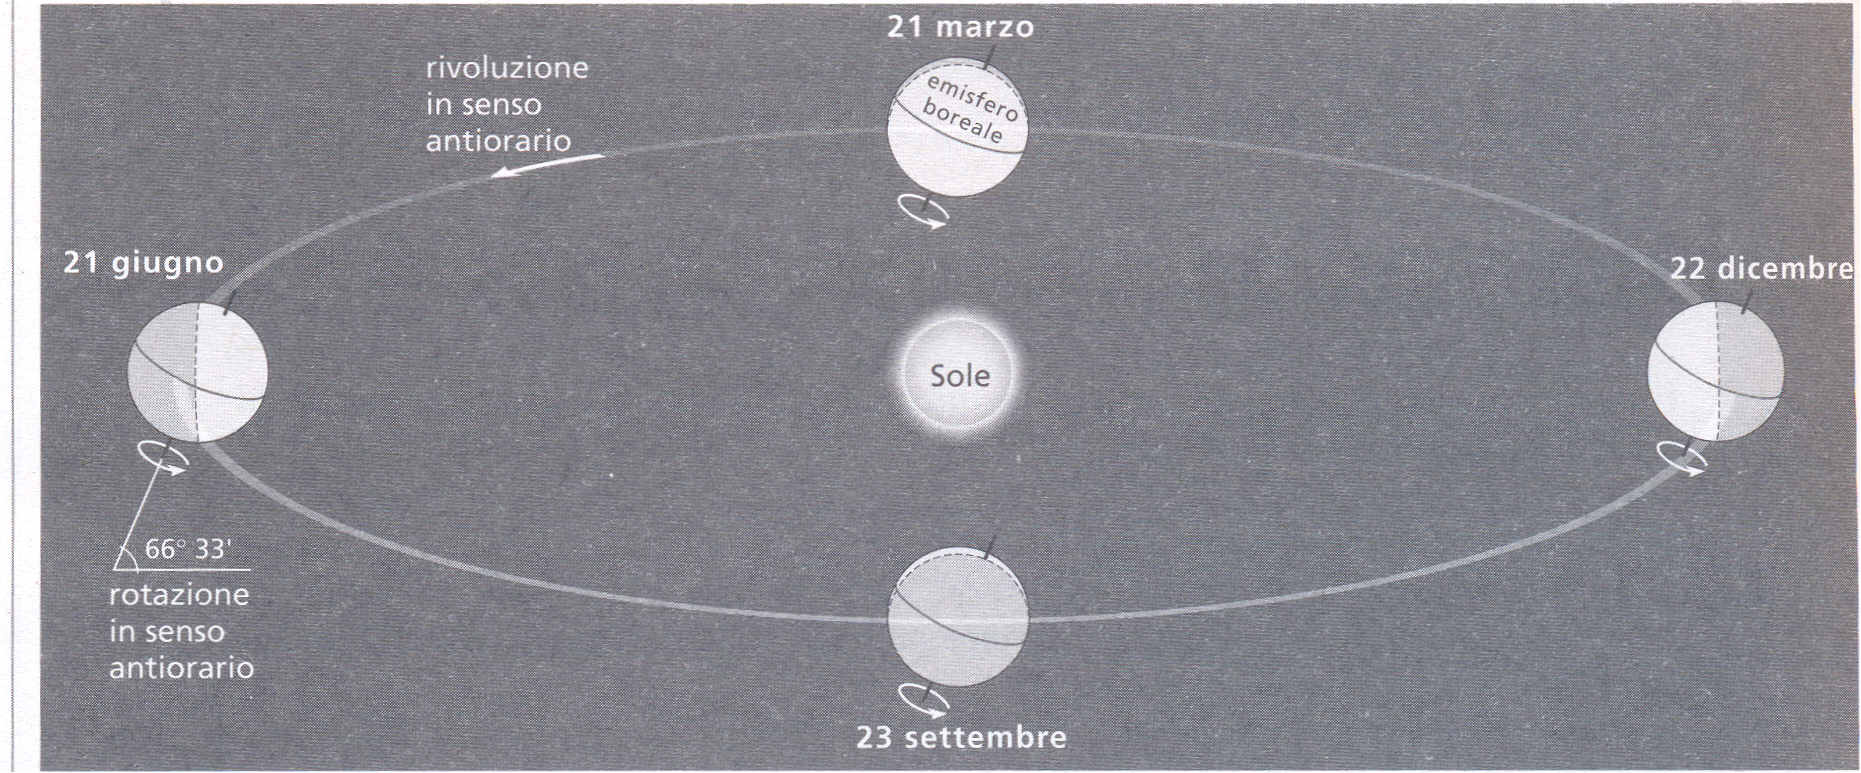 21 marzo
rivoluzione
in senso
antiorario
emisfero
boreale
21 giugno
22 dicembre
Sole
66° 33'
rotazione
in senso
antiorario
23 settembre